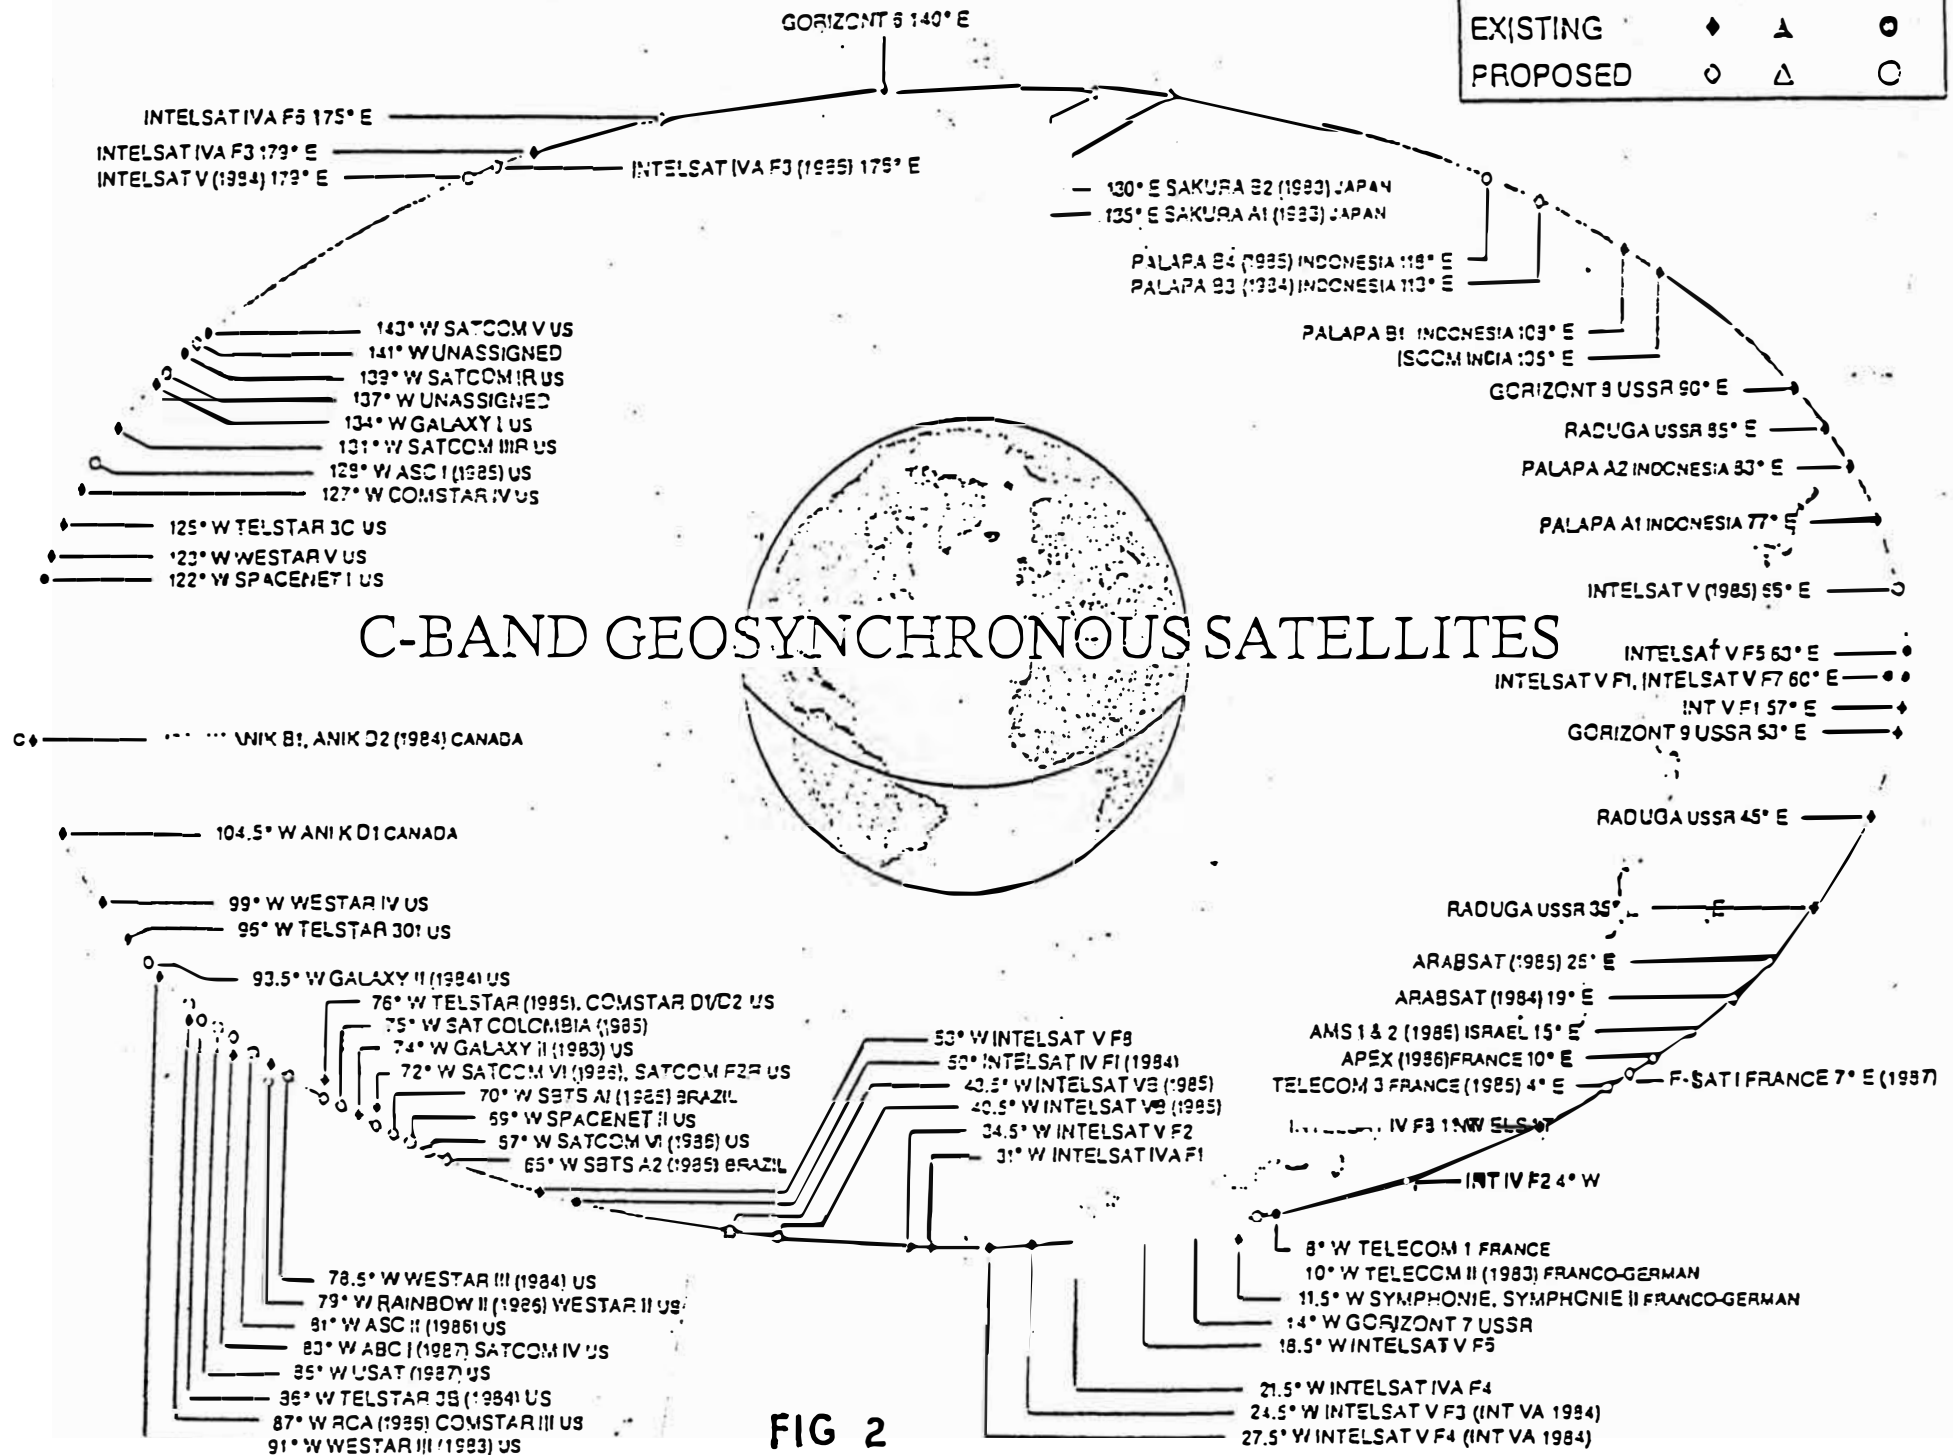 GORIZONT 6 140° E
EXISTING
PROPOSED
INTELSAT IVA F6 175° E
INTELSAT IVA F3 179° E
INTELSAT V (1984) 179° E
INTELSAT IVA F3 (1985) 175° E
130° E SAKURA B2 (1983) JAPAN
135° E SAKURA A1 (1983) JAPAN
PALAPA B4 (1985) INDONESIA 118° E
PALAPA B3 (1984) INDONESIA 113° E
PALAPA B1 INDONESIA 108° E
ISCOM INDIA 105° E
GORIZONT 3 USSR 90° E
RADUGA USSR 85° E
PALAPA A2 INDONESIA 83° E
PALAPA A1 INDONESIA 77° E
INTELSAT V (1985) 65° E
INTELSAT V F5 63° E
INTELSAT V F1, INTELSAT V F7 60° E
INT V F1 57° E
GORIZONT 9 USSR 53° E
RADUGA USSR 45° E
RADUGA USSR 35° E
ARABSAT (1985) 26° E
ARABSAT (1984) 19° E
AMS 1 & 2 (1986) ISRAEL 15° E
APEX (1986) FRANCE 10° E
TELECOM 3 FRANCE (1985) 4° E
F-SAT I FRANCE 7° E (1987)
IV F3
INT IV F2 4° W
143° W SATCOM V US
141° W UNASSIGNED
139° W SATCOM IR US
137° W UNASSIGNED
134° W GALAXY I US
131° W SATCOM IIIR US
128° W ASC I (1985) US
127° W COMSTAR IV US
125° W TELSTAR 3C US
123° W WESTAR V US
122° W SPACENET I US
C-BAND GEOSYNCHRONOUS SATELLITES
B1, ANIK D2 (1984) CANADA
104.5° W ANIK D1 CANADA
99° W WESTAR IV US
96° W TELSTAR 301 US
93.5° W GALAXY II (1984) US
76° W TELSTAR (1985), COMSTAR D1/D2 US
75° W SAT COLOMBIA (1985)
74° W GALAXY II (1983) US
72° W SATCOM VI (1986), SATCOM F2R US
70° W SBTS A1 (1985) BRAZIL
69° W SPACENET II US
67° W SATCOM VI (1986) US
65° W SBTS A2 (1985) BRAZIL
53° W INTELSAT V F8
50° INTELSAT IV F1 (1984)
43.5° W INTELSAT VB (1985)
40.5° W INTELSAT VB (1985)
34.5° W INTELSAT V F2
31° W INTELSAT IVA F1
78.5° W WESTAR III (1984) US
79° W RAINBOW II (1986) WESTAR II US
81° W ASC II (1986) US
83° W ABC I (1987) SATCOM IV US
85° W USAT (1987) US
86° W TELSTAR 3B (1984) US
87° W RCA (1985) COMSTAR III US
91° W WESTAR III (1983) US
8° W TELECOM 1 FRANCE
10° W TELECOM II (1983) FRANCO-GERMAN
11.5° W SYMPHONIE, SYMPHONIE II FRANCO-GERMAN
14° W GORIZONT 7 USSR
18.5° W INTELSAT V F6
21.5° W INTELSAT IVA F4
24.5° W INTELSAT V F3 (INT VA 1984)
27.5° W INTELSAT V F4 (INT VA 1984)
FIG 2